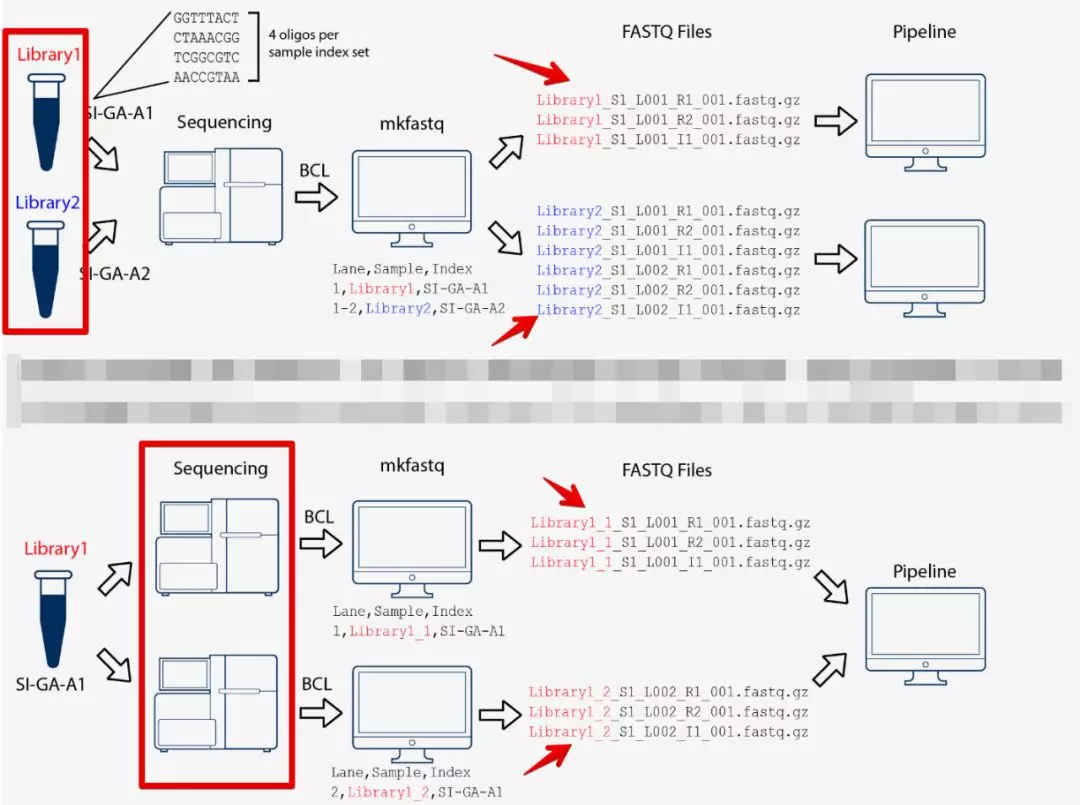 Library1
GGTTTACT
CTAAACGG
TCGGCGTC
AACCGTAA
4 oligos per
sample index set
SI-GA-A1
Library2
SI-GA-A2
Sequencing
BCL
mkfastq
Lane,Sample,Index
1,Library1,SI-GA-A1
1-2,Library2,SI-GA-A2
FASTQ Files
Library1_S1_L001_R1_001.fastq.gz
Library1_S1_L001_R2_001.fastq.gz
Library1_S1_L001_I1_001.fastq.gz
Library2_S1_L001_R1_001.fastq.gz
Library2_S1_L001_R2_001.fastq.gz
Library2_S1_L001_I1_001.fastq.gz
Library2_S1_L002_R1_001.fastq.gz
Library2_S1_L002_R2_001.fastq.gz
Library2_S1_L002_I1_001.fastq.gz
Pipeline
Library1
SI-GA-A1
Sequencing
BCL
BCL
mkfastq
Lane,Sample,Index
1,Library1_1,SI-GA-A1
Lane,Sample,Index
2,Library1_2,SI-GA-A1
FASTQ Files
Library1_1_S1_L001_R1_001.fastq.gz
Library1_1_S1_L001_R2_001.fastq.gz
Library1_1_S1_L001_I1_001.fastq.gz
Library1_2_S1_L002_R1_001.fastq.gz
Library1_2_S1_L002_R2_001.fastq.gz
Library1_2_S1_L002_I1_001.fastq.gz
Pipeline